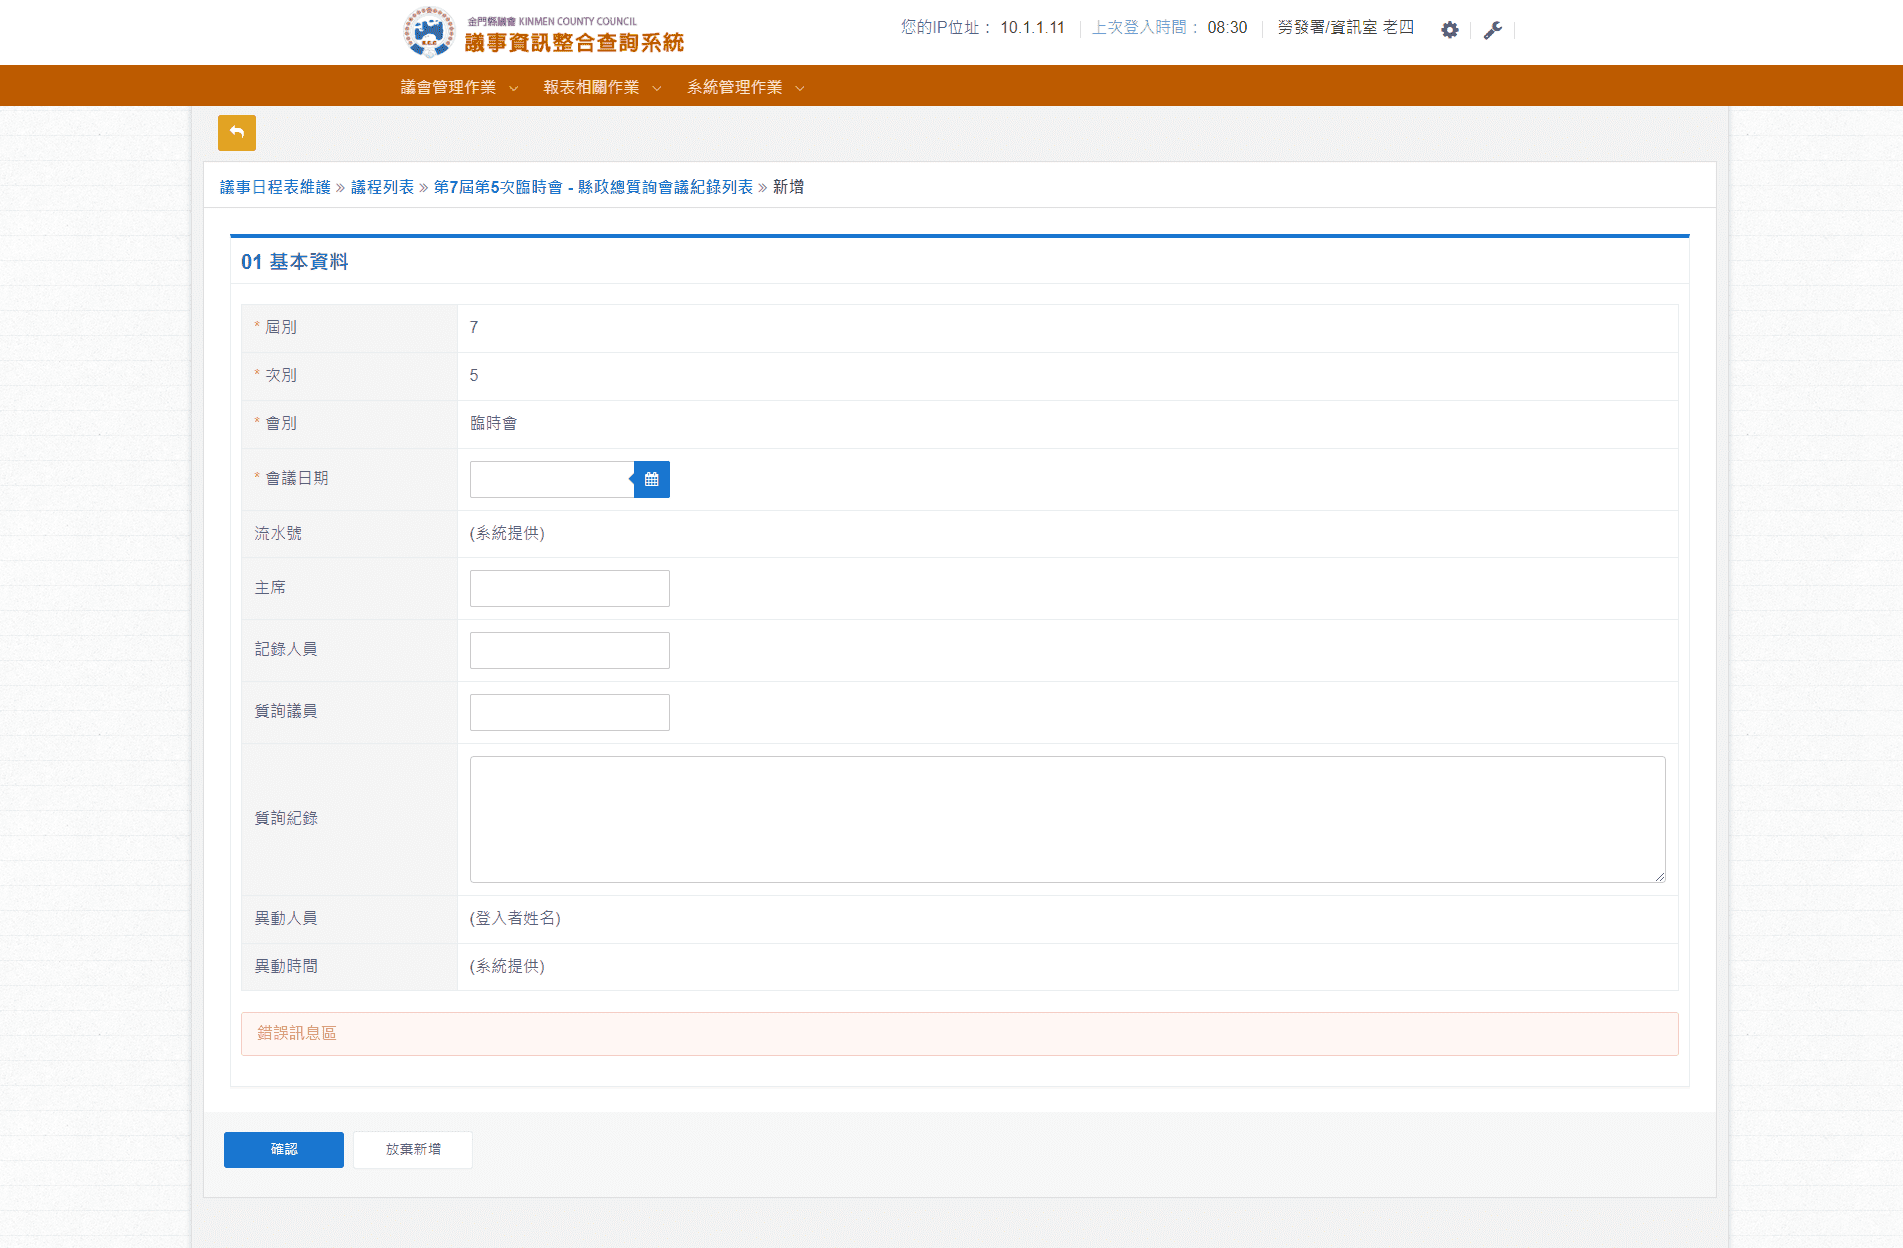 金門縣議會 KINMEN COUNTY COUNCIL
議事資訊整合查詢系統
您的IP位址： 10.1.1.11 上次登入時間： 08:30 勞發署/資訊室 老四
議會管理作業 報表相關作業 系統管理作業
議事日程表維護 » 議程列表 » 第7屆第5次臨時會 - 縣政總質詢會議紀錄列表 » 新增
01 基本資料
* 屆別 7
* 次別 5
* 會別 臨時會
* 會議日期
流水號 (系統提供)
主席
記錄人員
質詢議員
質詢紀錄
異動人員 (登入者姓名)
異動時間 (系統提供)
錯誤訊息區
確認 放棄新增